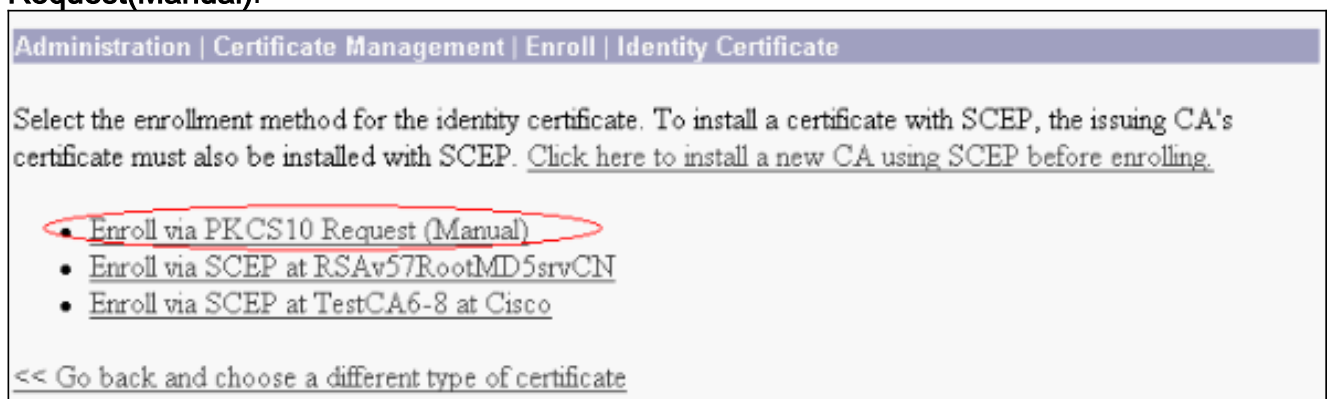 Request(Manual).
Administration | Certificate Management | Enroll | Identity Certificate
Select the enrollment method for the identity certificate. To install a certificate with SCEP, the issuing CA's
certificate must also be installed with SCEP. Click here to install a new CA using SCEP before enrolling.
• Enroll via PKCS10 Request (Manual)
• Enroll via SCEP at RSAv57RootMD5srvCN
• Enroll via SCEP at TestCA6-8 at Cisco
<< Go back and choose a different type of certificate